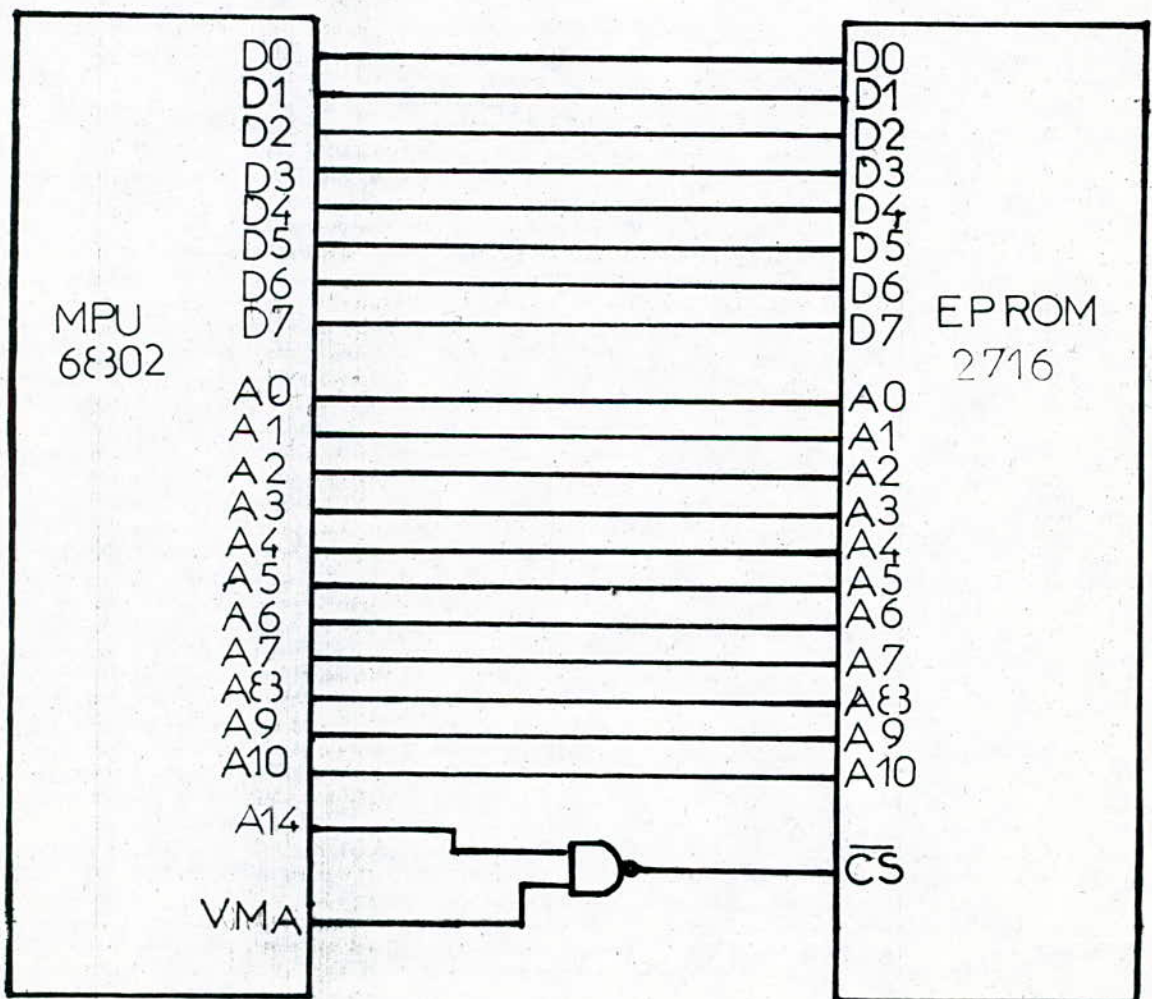 D0 D0
D1 D1
D2 D2
D3 D3
D4 D4
D5 D5
D6 D6
D7 D7
MPU
68302
EPROM
2716
A0 A0
A1 A1
A2 A2
A3 A3
A4 A4
A5 A5
A6 A6
A7 A7
A8 A8
A9 A9
A10 A10
A14
CS
VMA